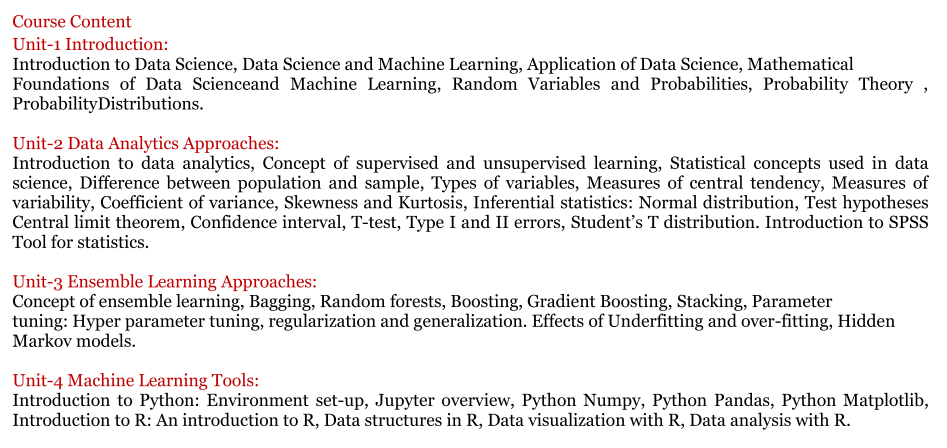 Course Content
Unit-1 Introduction:
Introduction to Data Science, Data Science and Machine Learning, Application of Data Science, Mathematical
Foundations of Data Scienceand Machine Learning, Random Variables and Probabilities, Probability Theory ,
ProbabilityDistributions.
Unit-2 Data Analytics Approaches:
Introduction to data analytics, Concept of supervised and unsupervised learning, Statistical concepts used in data
science, Difference between population and sample, Types of variables, Measures of central tendency, Measures of
variability, Coefficient of variance, Skewness and Kurtosis, Inferential statistics: Normal distribution, Test hypotheses
Central limit theorem, Confidence interval, T-test, Type I and II errors, Student’s T distribution. Introduction to SPSS
Tool for statistics.
Unit-3 Ensemble Learning Approaches:
Concept of ensemble learning, Bagging, Random forests, Boosting, Gradient Boosting, Stacking, Parameter
tuning: Hyper parameter tuning, regularization and generalization. Effects of Underfitting and over-fitting, Hidden
Markov models.
Unit-4 Machine Learning Tools:
Introduction to Python: Environment set-up, Jupyter overview, Python Numpy, Python Pandas, Python Matplotlib,
Introduction to R: An introduction to R, Data structures in R, Data visualization with R, Data analysis with R.